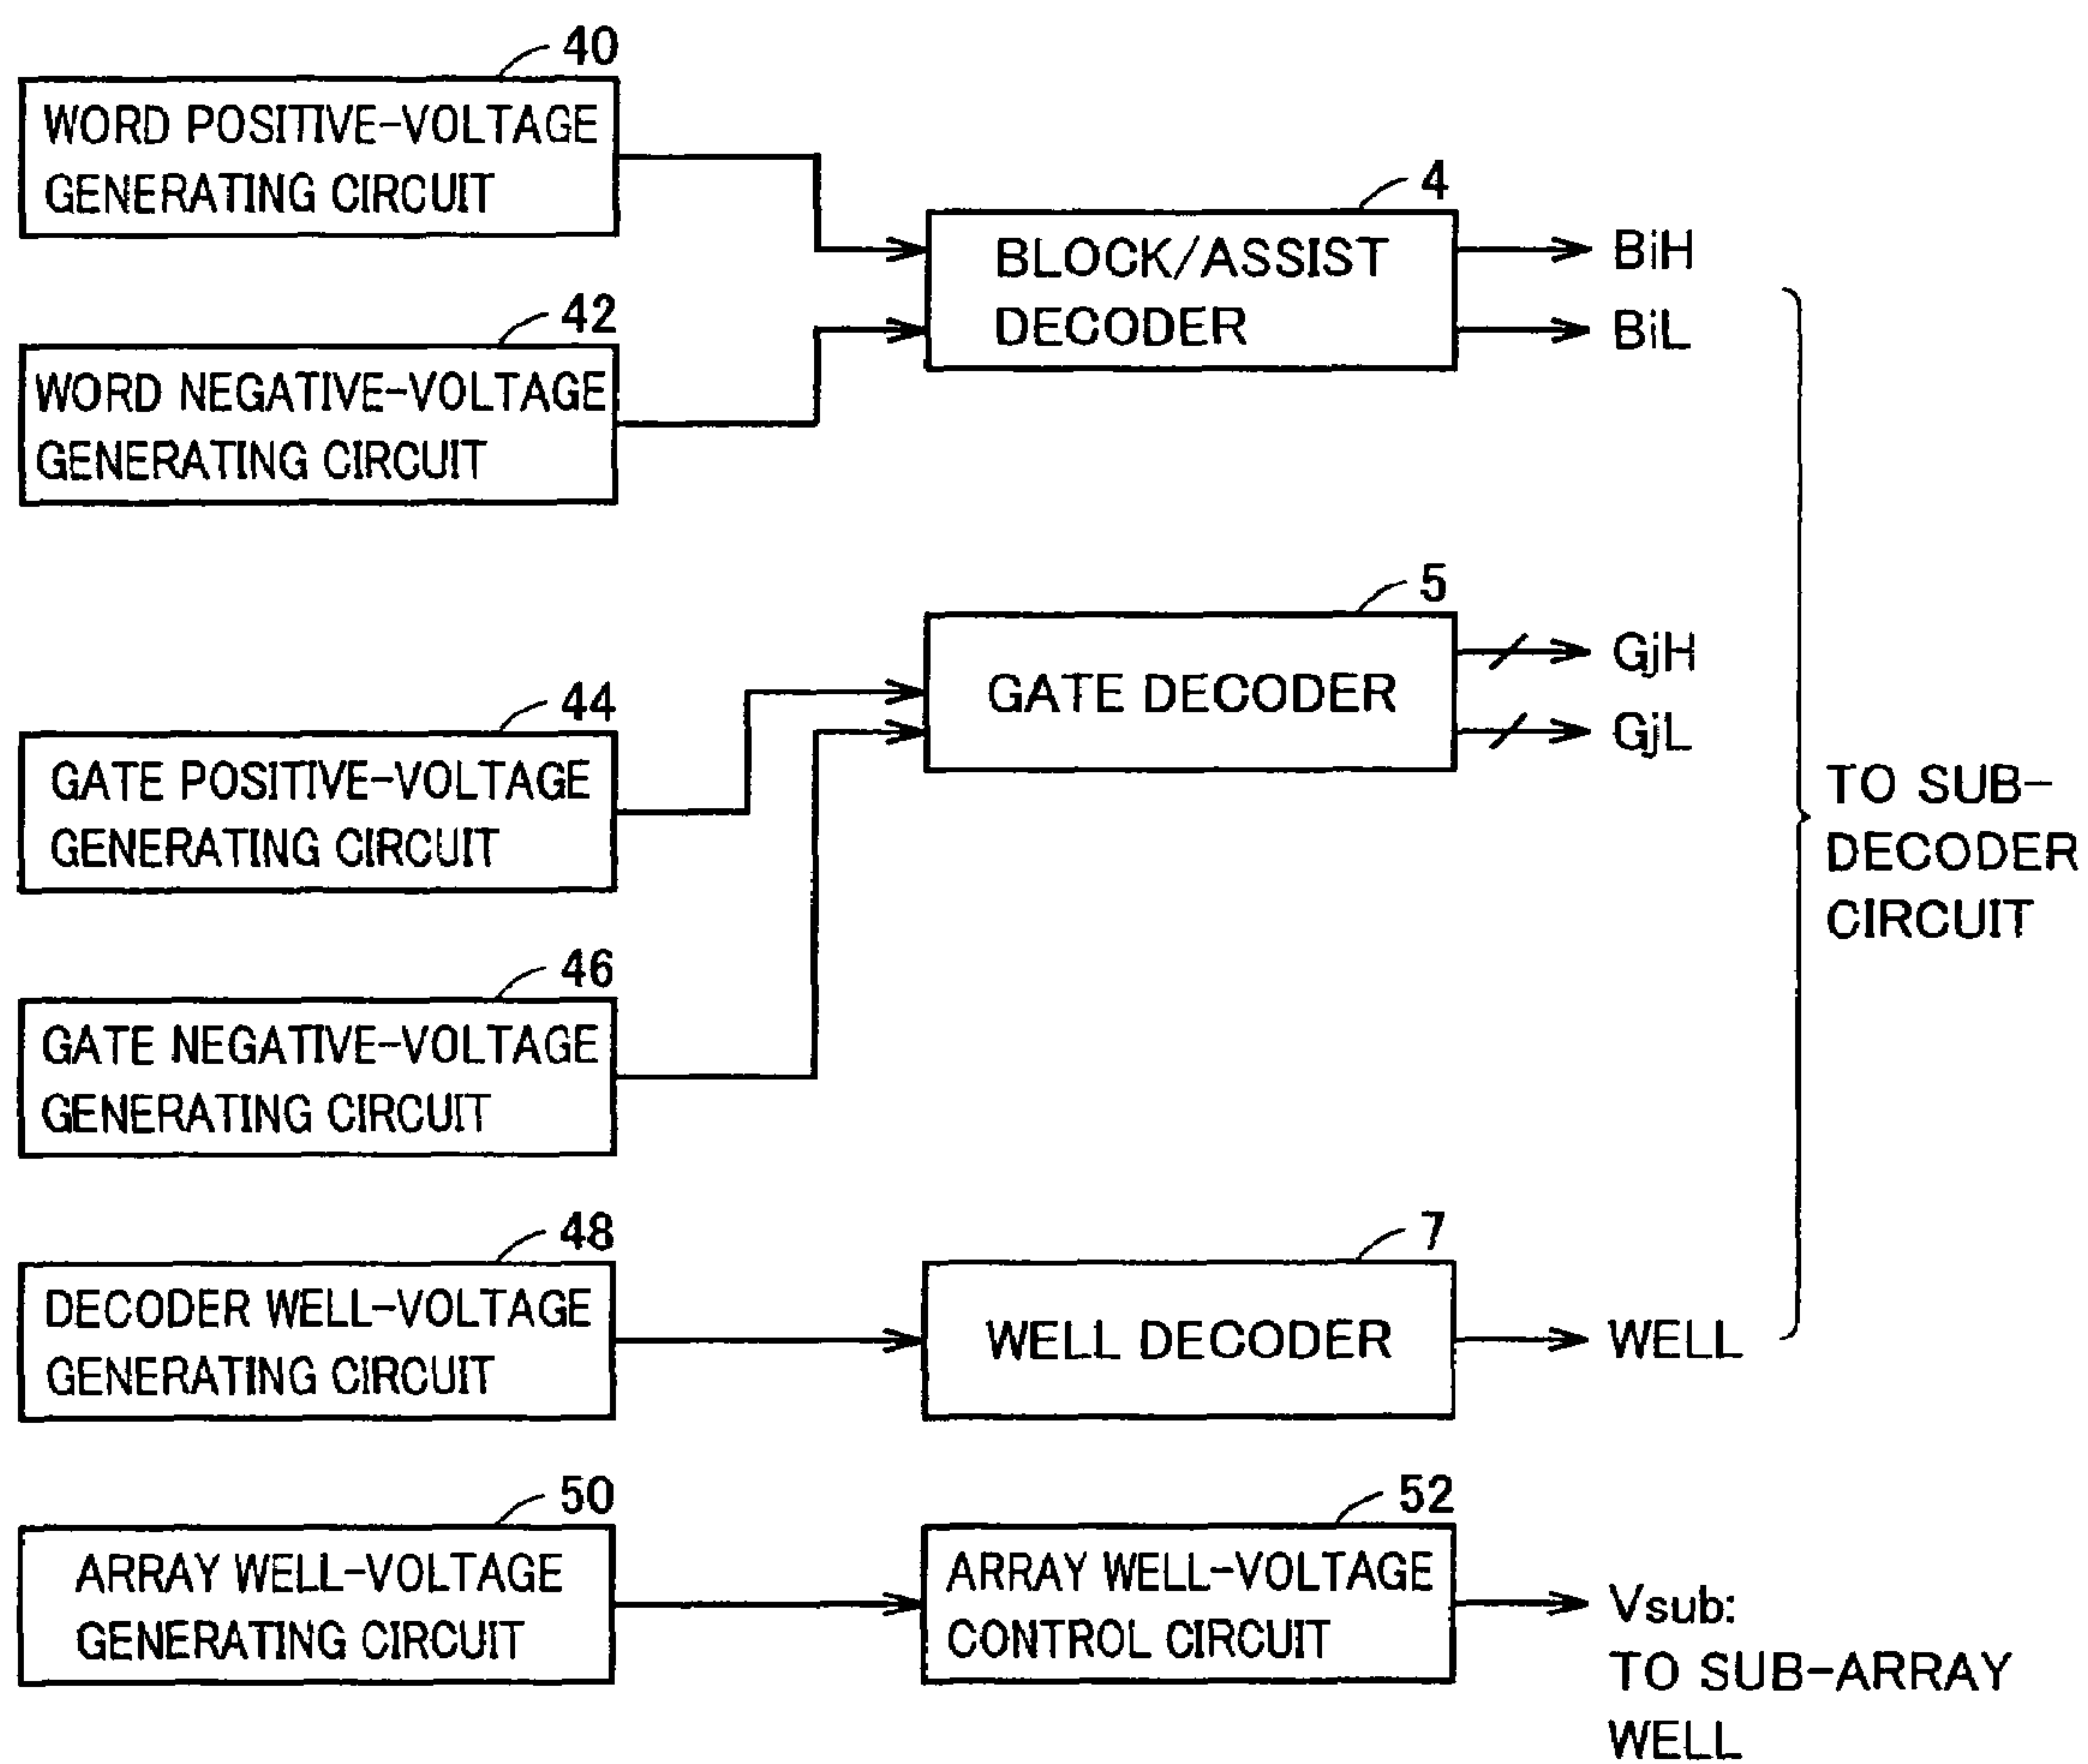 40
WORD POSITIVE-VOLTAGE
GENERATING CIRCUIT
4
BLOCK/ASSIST
DECODER
BiH
BiL
42
WORD NEGATIVE-VOLTAGE
GENERATING CIRCUIT
5
GATE DECODER
GjH
GjL
44
GATE POSITIVE-VOLTAGE
GENERATING CIRCUIT
TO SUB-
DECODER
CIRCUIT
46
GATE NEGATIVE-VOLTAGE
GENERATING CIRCUIT
48
DECODER WELL-VOLTAGE
GENERATING CIRCUIT
7
WELL DECODER
WELL
50
ARRAY WELL-VOLTAGE
GENERATING CIRCUIT
52
ARRAY WELL-VOLTAGE
CONTROL CIRCUIT
Vsub:
TO SUB-ARRAY
WELL